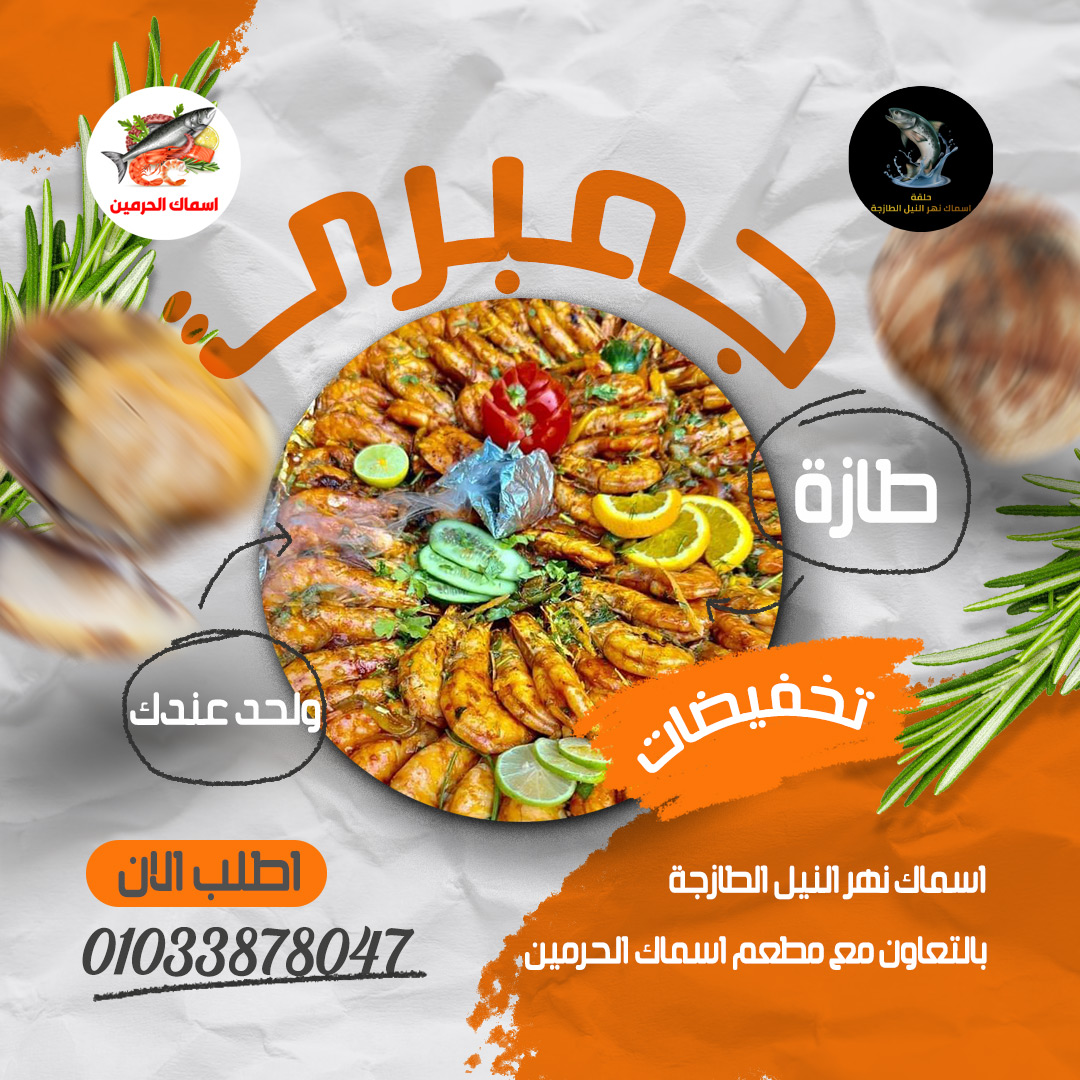 اسماك الحرمين
حلقة
اسماك نهر النيل الطازجة
جمبري
طازة
ولحد عندك
تخفيضات
اطلب الان
01033878047
اسماك نهر النيل الطازجة
بالتعاون مع مطعم اسماك الحرمين